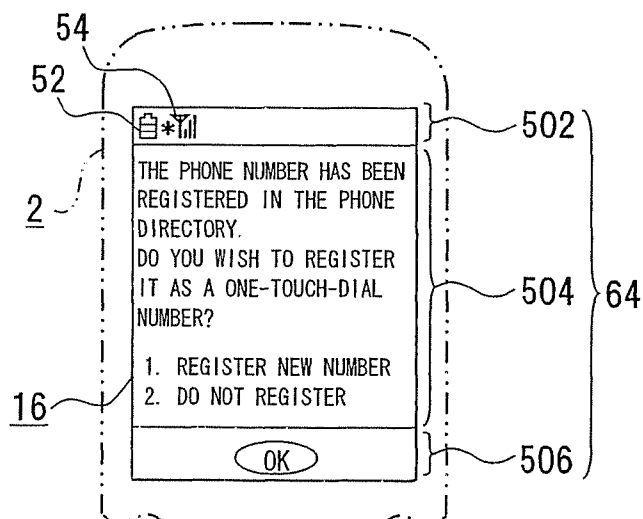 54
52
502
*
THE PHONE NUMBER HAS BEEN
REGISTERED IN THE PHONE
DIRECTORY.
DO YOU WISH TO REGISTER
IT AS A ONE-TOUCH-DIAL
NUMBER?
1. REGISTER NEW NUMBER
2. DO NOT REGISTER
OK
2
16
504
64
506